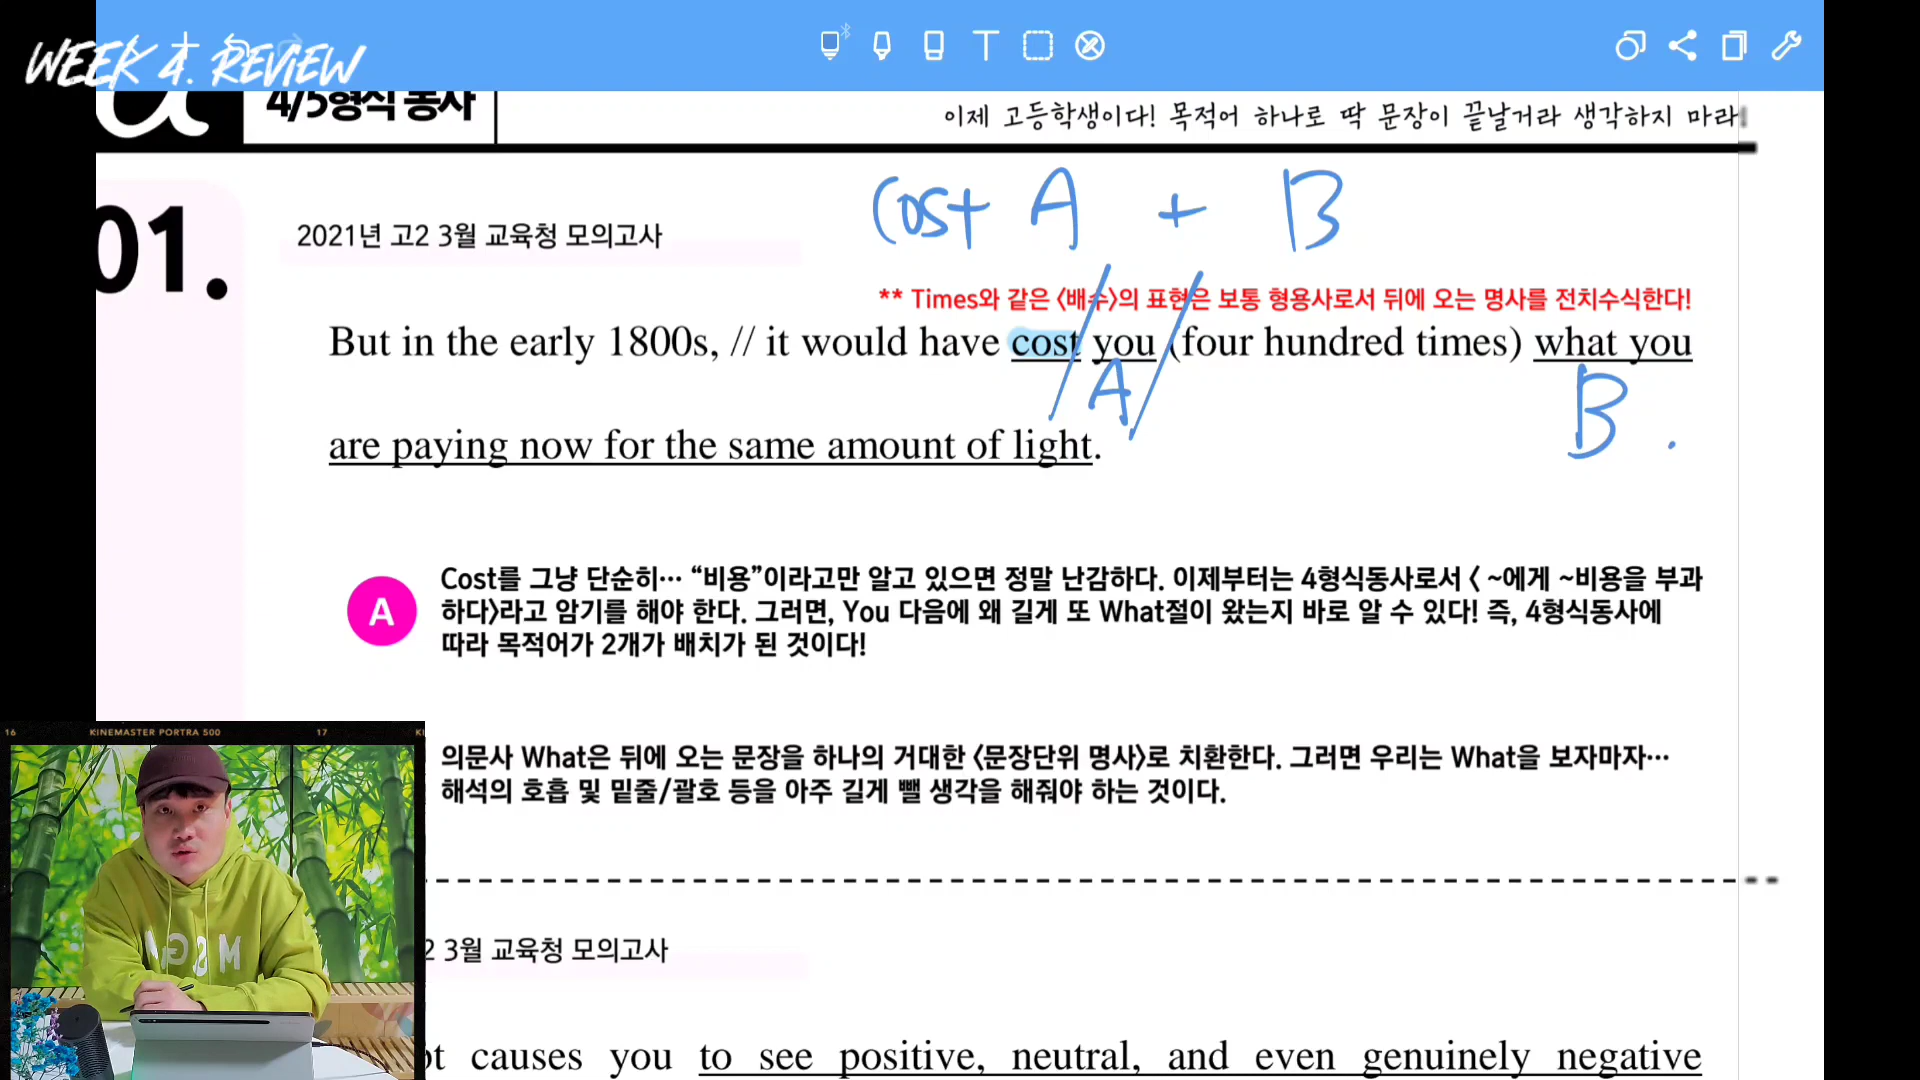 WEEK 4. REVIEW
4/5형식 동사
이제 고등학생이다! 목적어 하나로 딱 문장이 끝날거라 생각하지 마라!
01.
2021년 고2 3월 교육청 모의고사
Cost A + B
** Times와 같은 <배수>의 표현은 보통 형용사로서 뒤에 오는 명사를 전치수식한다!
But in the early 1800s, // it would have cost / you / (four hundred times) what you
A
B
are paying now for the same amount of light.
A
Cost를 그냥 단순히… “비용”이라고만 알고 있으면 정말 난감하다. 이제부터는 4형식동사로서 < ~에게 ~비용을 부과
하다>라고 암기를 해야 한다. 그러면, You 다음에 왜 길게 또 What절이 왔는지 바로 알 수 있다! 즉, 4형식동사에
따라 목적어가 2개가 배치가 된 것이다!
의문사 What은 뒤에 오는 문장을 하나의 거대한 <문장단위 명사>로 치환한다. 그러면 우리는 What을 보자마자…
해석의 호흡 및 밑줄/괄호 등을 아주 길게 뺄 생각을 해줘야 하는 것이다.
16 KINEMASTER PORTRA 500 17 KI
2 3월 교육청 모의고사
causes you to see positive, neutral, and even genuinely negative